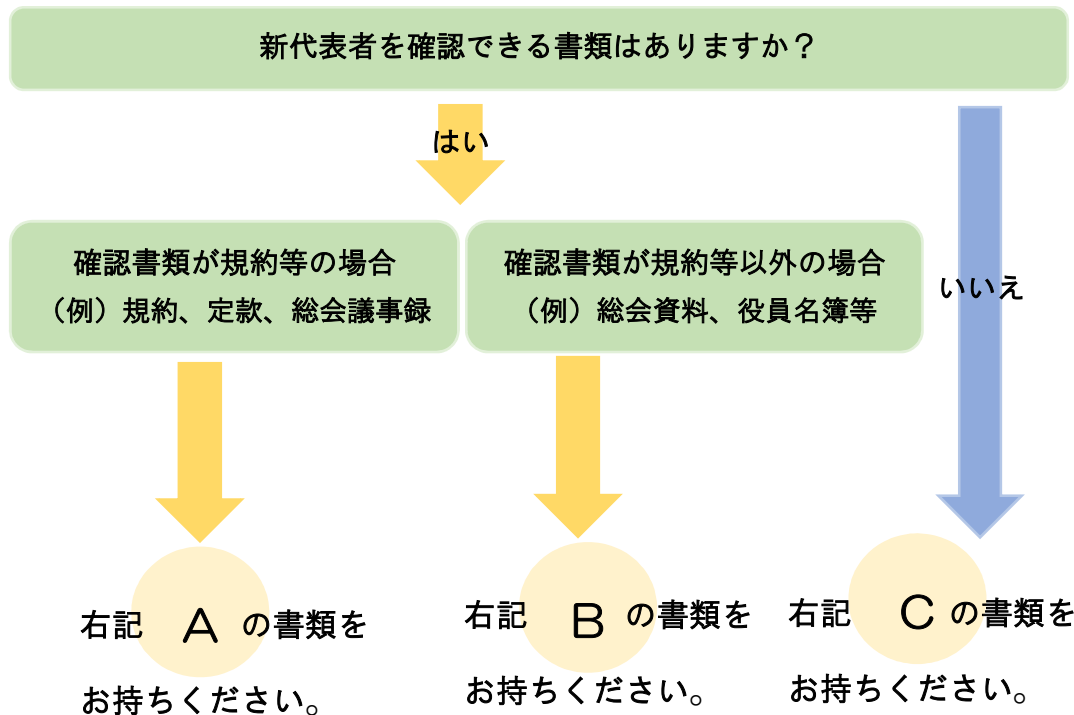 新代表者を確認できる書類はありますか？
はい
いいえ
確認書類が規約等の場合
（例）規約、定款、総会議事録
確認書類が規約等以外の場合
（例）総会資料、役員名簿等
右記 A の書類を
お持ちください。
右記 B の書類を
お持ちください。
右記 C の書類を
お持ちください。